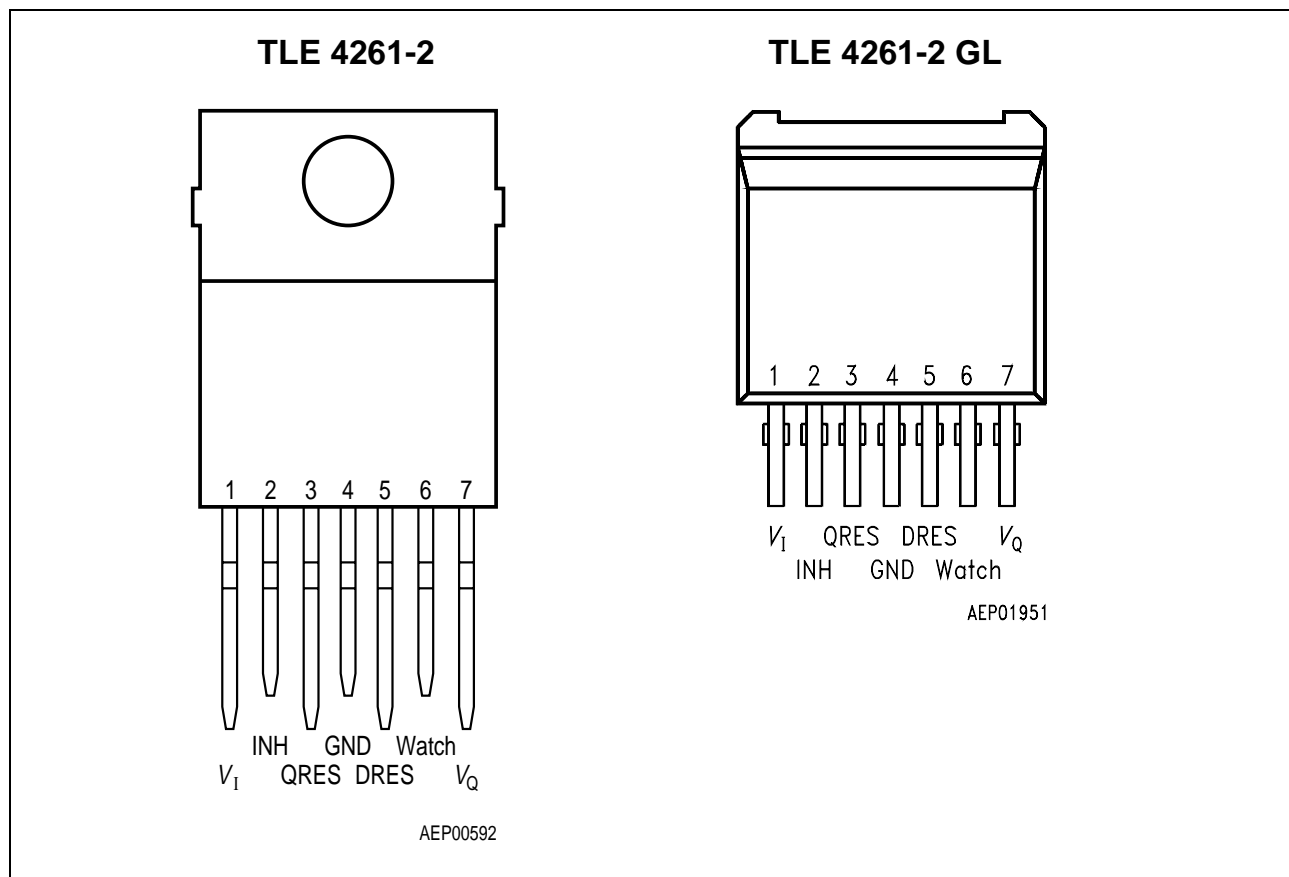 TLE 4261-2
1 2 3 4 5 6 7
INH GND Watch
VI QRES DRES VQ
AEP00592
TLE 4261-2 GL
1 2 3 4 5 6 7
VI QRES DRES VQ
INH GND Watch
AEP01951